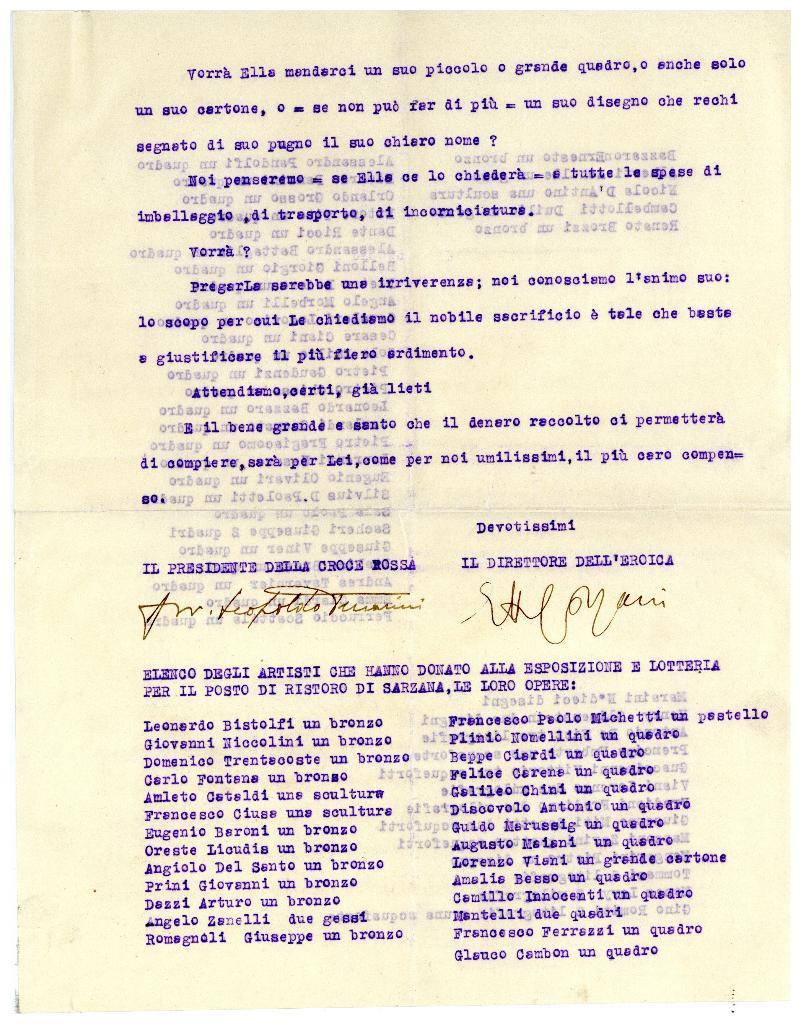 Vorrà Ella mandarci un suo piccolo o grande quadro,o anche solo
un suo cartone, o = se non può far di più = un suo disegno che rechi
segnato di suo pugno il suo chiaro nome ?
Noi penseremo = se Ella ce lo chiederà = a tutte le spese di
imballaggio ,di trasporto, di incorniciatura.
Vorrà ?
PregarLa sarebbe una irriverenza; noi conosciamo l'animo suo:
lo scopo per cui Le chiediamo il nobile sacrificio è tale che basta
a giustificare il più fiero ardimento.
Attendiamo,certi, già lieti
E il bene grande e santo che il denaro raccolto ci permetterà
di compiere,sarà per Lei,come per noi umilissimi,il più caro compen=
so.
Devotissimi
IL PRESIDENTE DELLA CROCE ROSSA IL DIRETTORE DELL'EROICA
Avv. Leopoldo
ELENCO DEGLI ARTISTI CHE HANNO DONATO ALLA ESPOSIZIONE E LOTTERIA
PER IL POSTO DI RISTORO DI SARZANA,LE LORO OPERE:
Leonardo Bistolfi un bronzo
Giovanni Niccolini un bronzo
Domenico Trentacoste un bronzo
Carlo Fontana un bronzo
Amleto Cataldi una scultura
Francesco Ciusa una scultura
Eugenio Baroni un bronzo
Oreste Licudis un bronzo
Angiolo Del Santo un bronzo
Prini Giovanni un bronzo
Dazzi Arturo un bronzo
Angelo Zanelli due gessi
Romagnoli Giuseppe un bronzo
Francesco Paolo Michetti un pastello
Plinio Nomellini un quadro
Beppe Ciardi un quadro
Felice Carena un quadro
Galileo Chini un quadro
Discovolo Antonio un quadro
Guido Marussig un quadro
Augusto Majani un quadro
Lorenzo Viani un grande cartone
Amalia Besso un quadro
Camillo Innocenti un quadro
Mantelli due quadri
Francesco Ferrazzi un quadro
Glauco Cambon un quadro